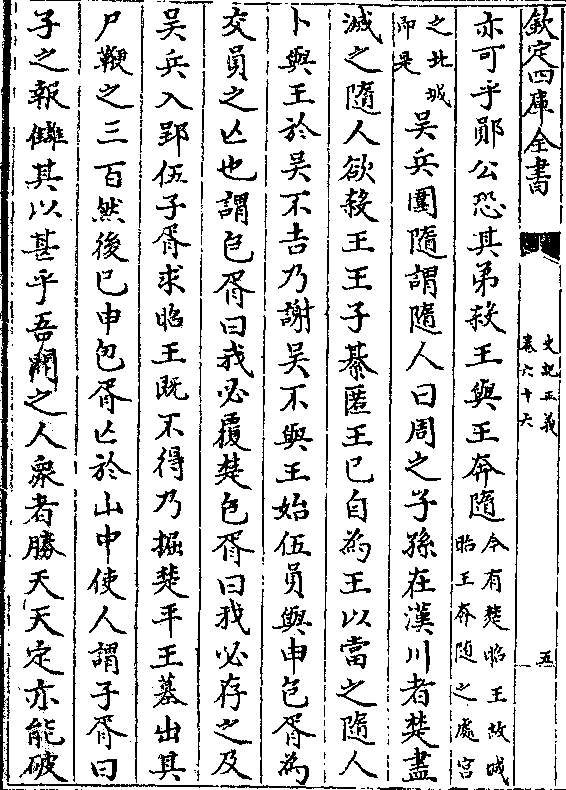 欽定四庫全書
史記正義
卷六十六
五
亦可乎鄖公恐其弟殺王與王奔隨今有楚昭王故城
昭王奔隨之處宮
之北城
即是
吳兵圍隨謂隨人曰周之子孫在漢川者楚盡
滅之隨人欲殺王王子綦匿王已自為王以當之隨人
卜與王於吳不吉乃謝吳不與王始伍員與申包胥為
交員之亡也謂包胥曰我必覆楚包胥曰我必存之及
吳兵入郢伍子胥求昭王既不得乃掘楚平王墓出其
尸鞭之三百然後已申包胥亡於山中使人謂子胥曰
子之報讎其以甚乎吾聞之人衆者勝天天定亦能破